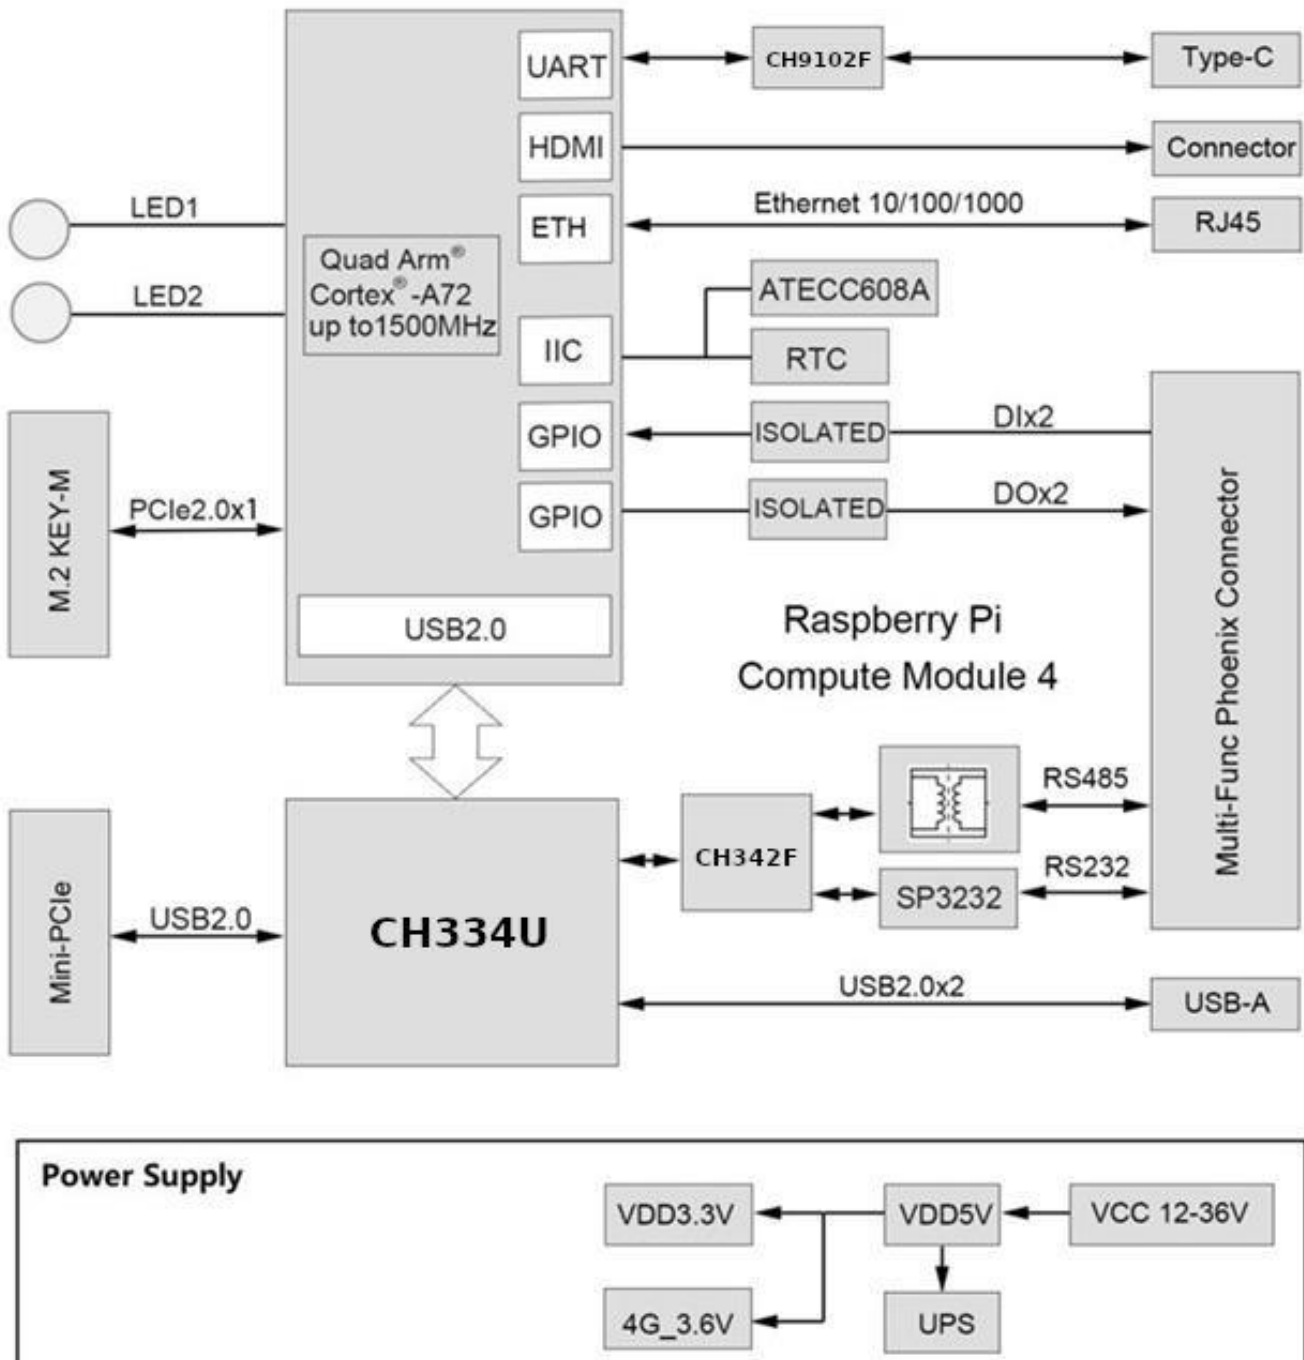 UART
CH9102F
Type-C
HDMI
Connector
LED1
ETH
Ethernet 10/100/1000
RJ45
Quad Arm®
Cortex®-A72
up to1500MHz
LED2
ATECC608A
IIC
RTC
GPIO
ISOLATED
DIx2
GPIO
ISOLATED
DOx2
M.2 KEY-M
PCIe2.0x1
USB2.0
Raspberry Pi
Compute Module 4
Multi-Func Phoenix Connector
RS485
CH342F
RS232
SP3232
Mini-PCIe
USB2.0
CH334U
USB2.0x2
USB-A
Power Supply
VDD3.3V
VDD5V
VCC 12-36V
4G_3.6V
UPS